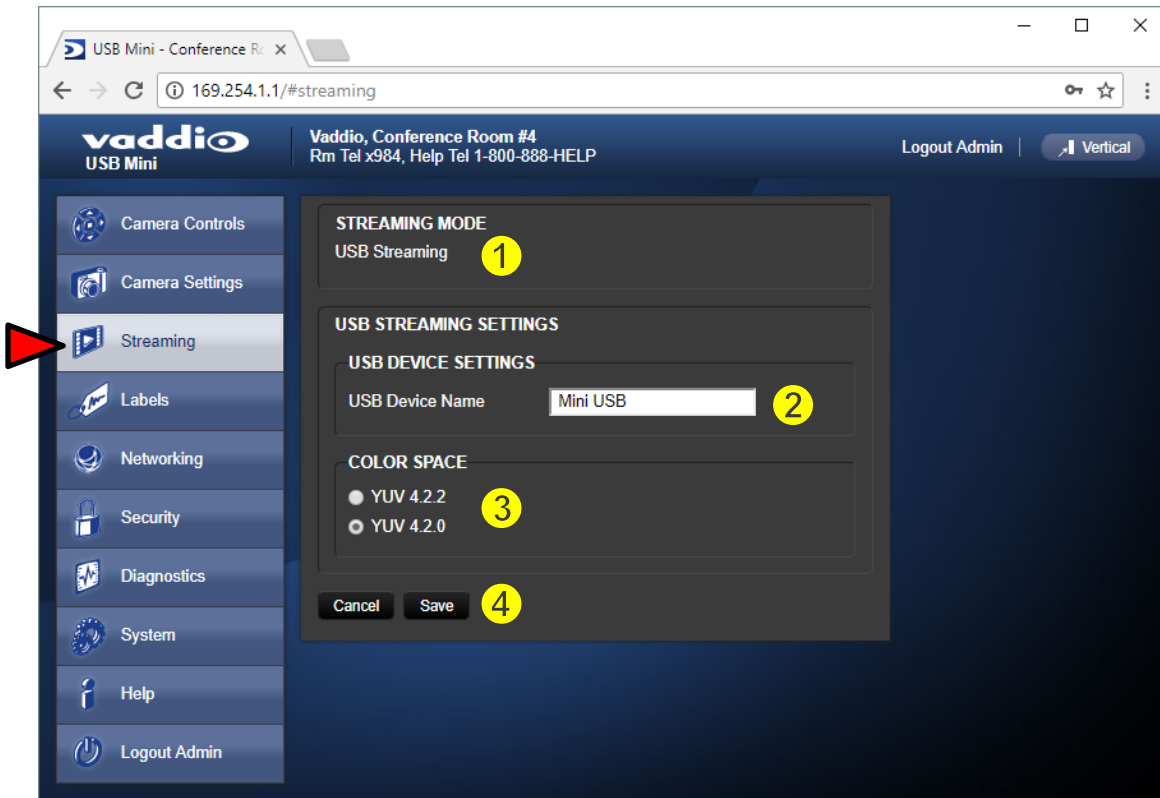 USB Mini - Conference Ro
169.254.1.1/#streaming
vaddio
USB Mini
Vaddio, Conference Room #4
Rm Tel x984, Help Tel 1-800-888-HELP
Logout Admin
Vertical
Camera Controls
Camera Settings
Streaming
Labels
Networking
Security
Diagnostics
System
Help
Logout Admin
STREAMING MODE
USB Streaming
1
USB STREAMING SETTINGS
USB DEVICE SETTINGS
USB Device Name Mini USB
2
COLOR SPACE
YUV 4.2.2
3
YUV 4.2.0
Cancel Save
4